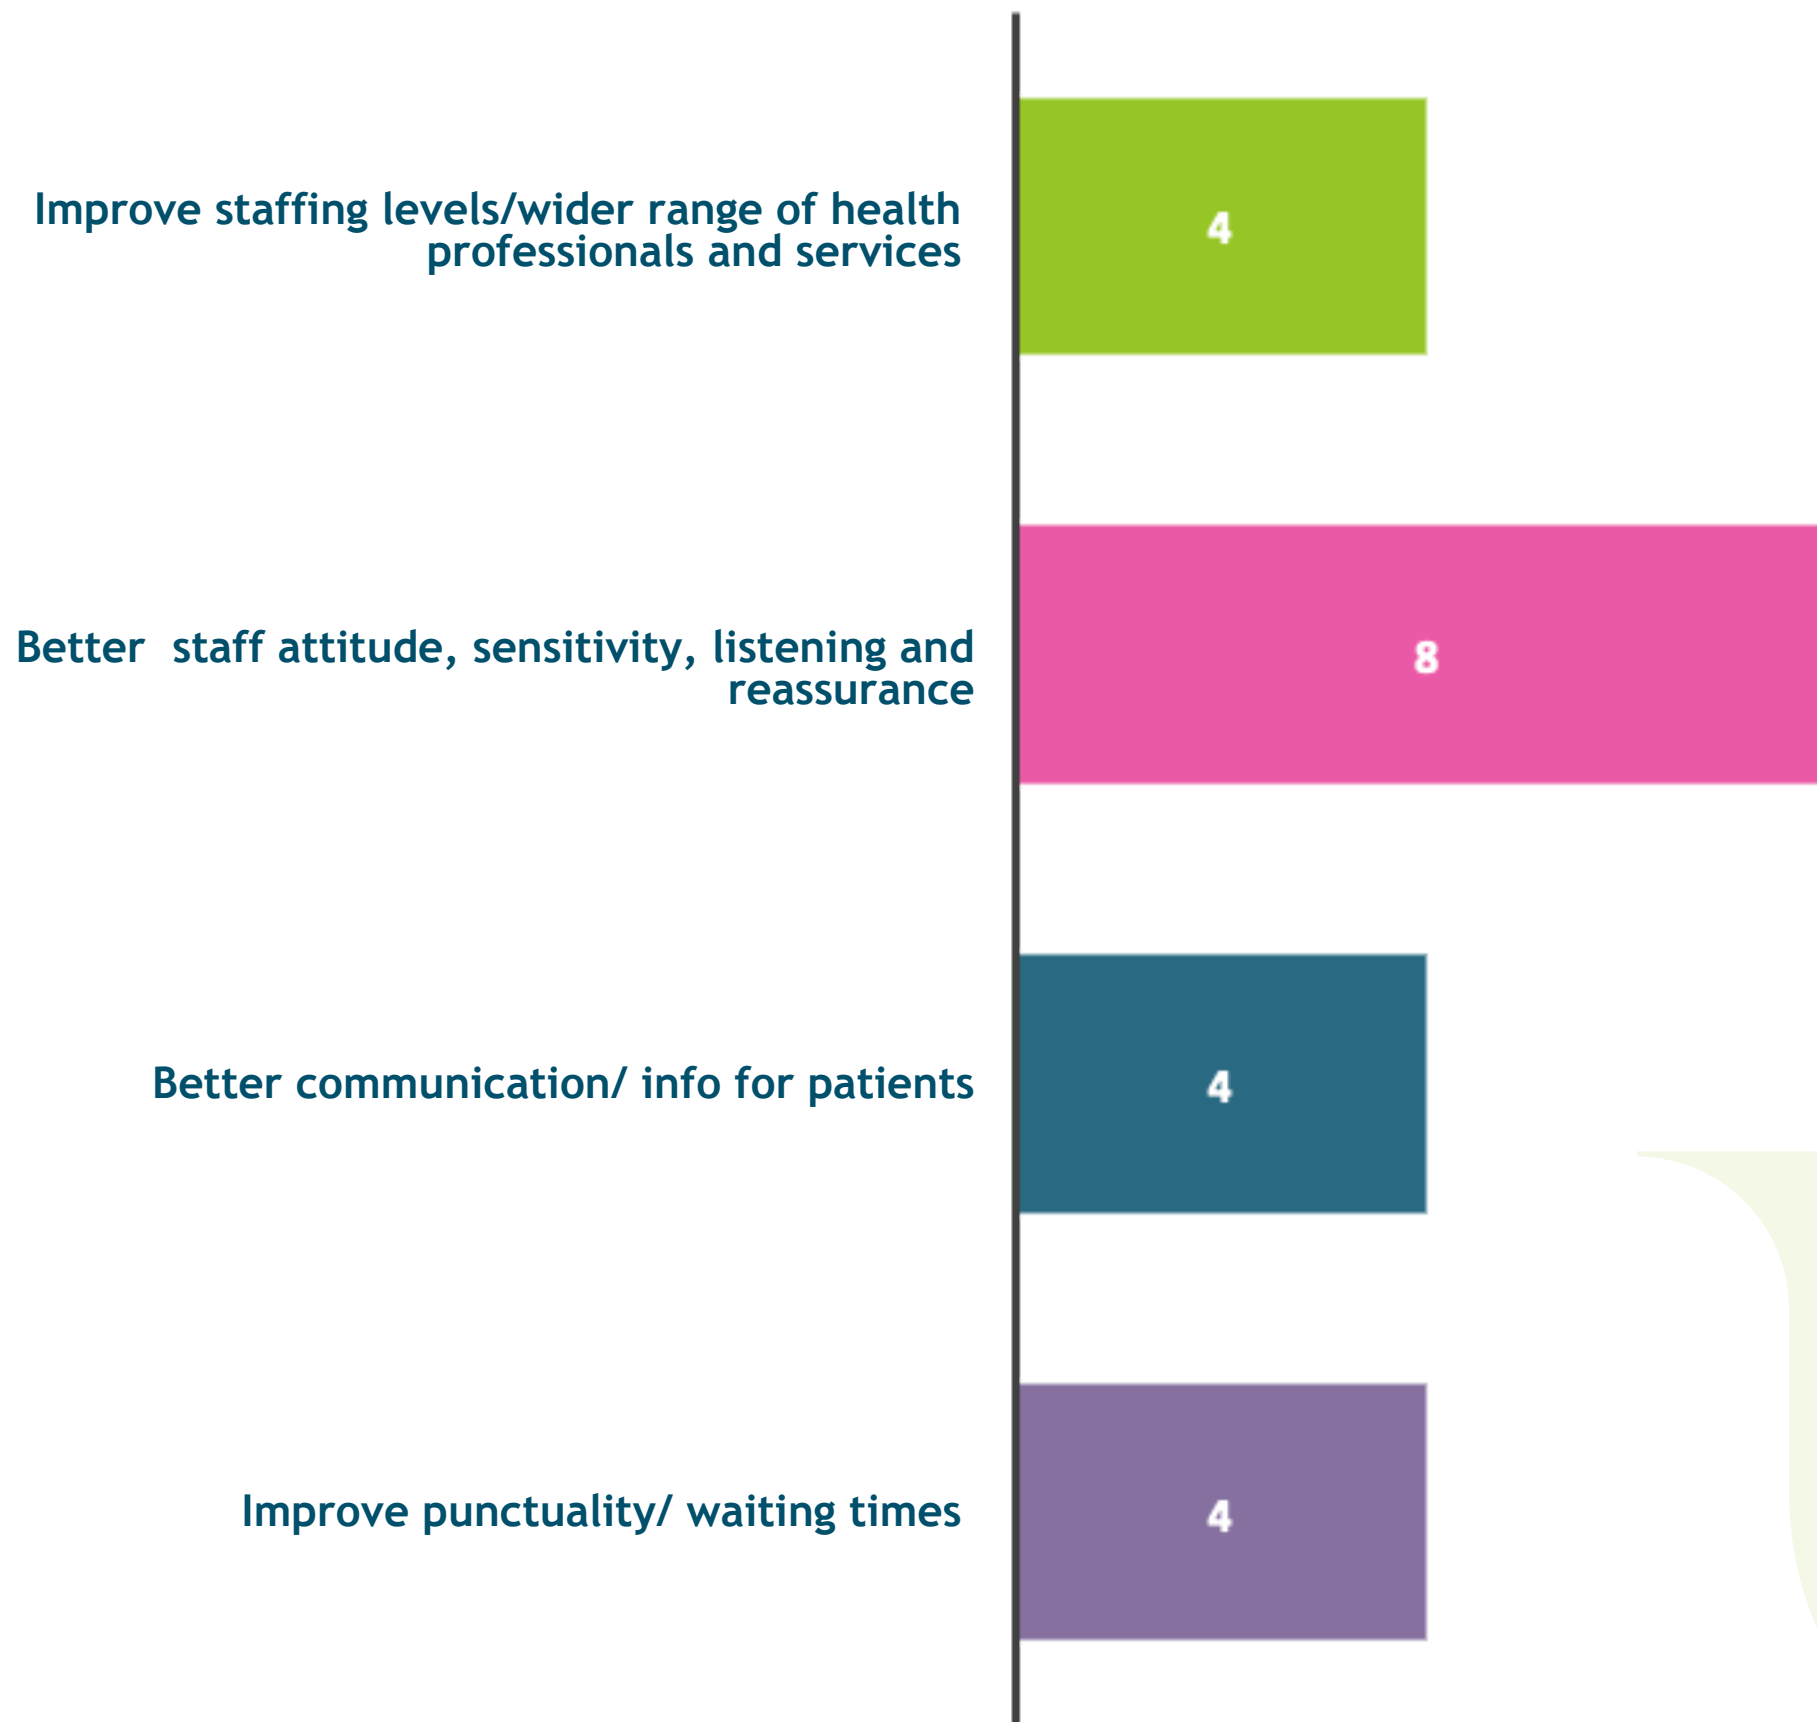 Improve staffing levels/wider range of health
professionals and services
4
Better  staff attitude, sensitivity, listening and
reassurance
8
Better communication/ info for patients
4
Improve punctuality/ waiting times
4